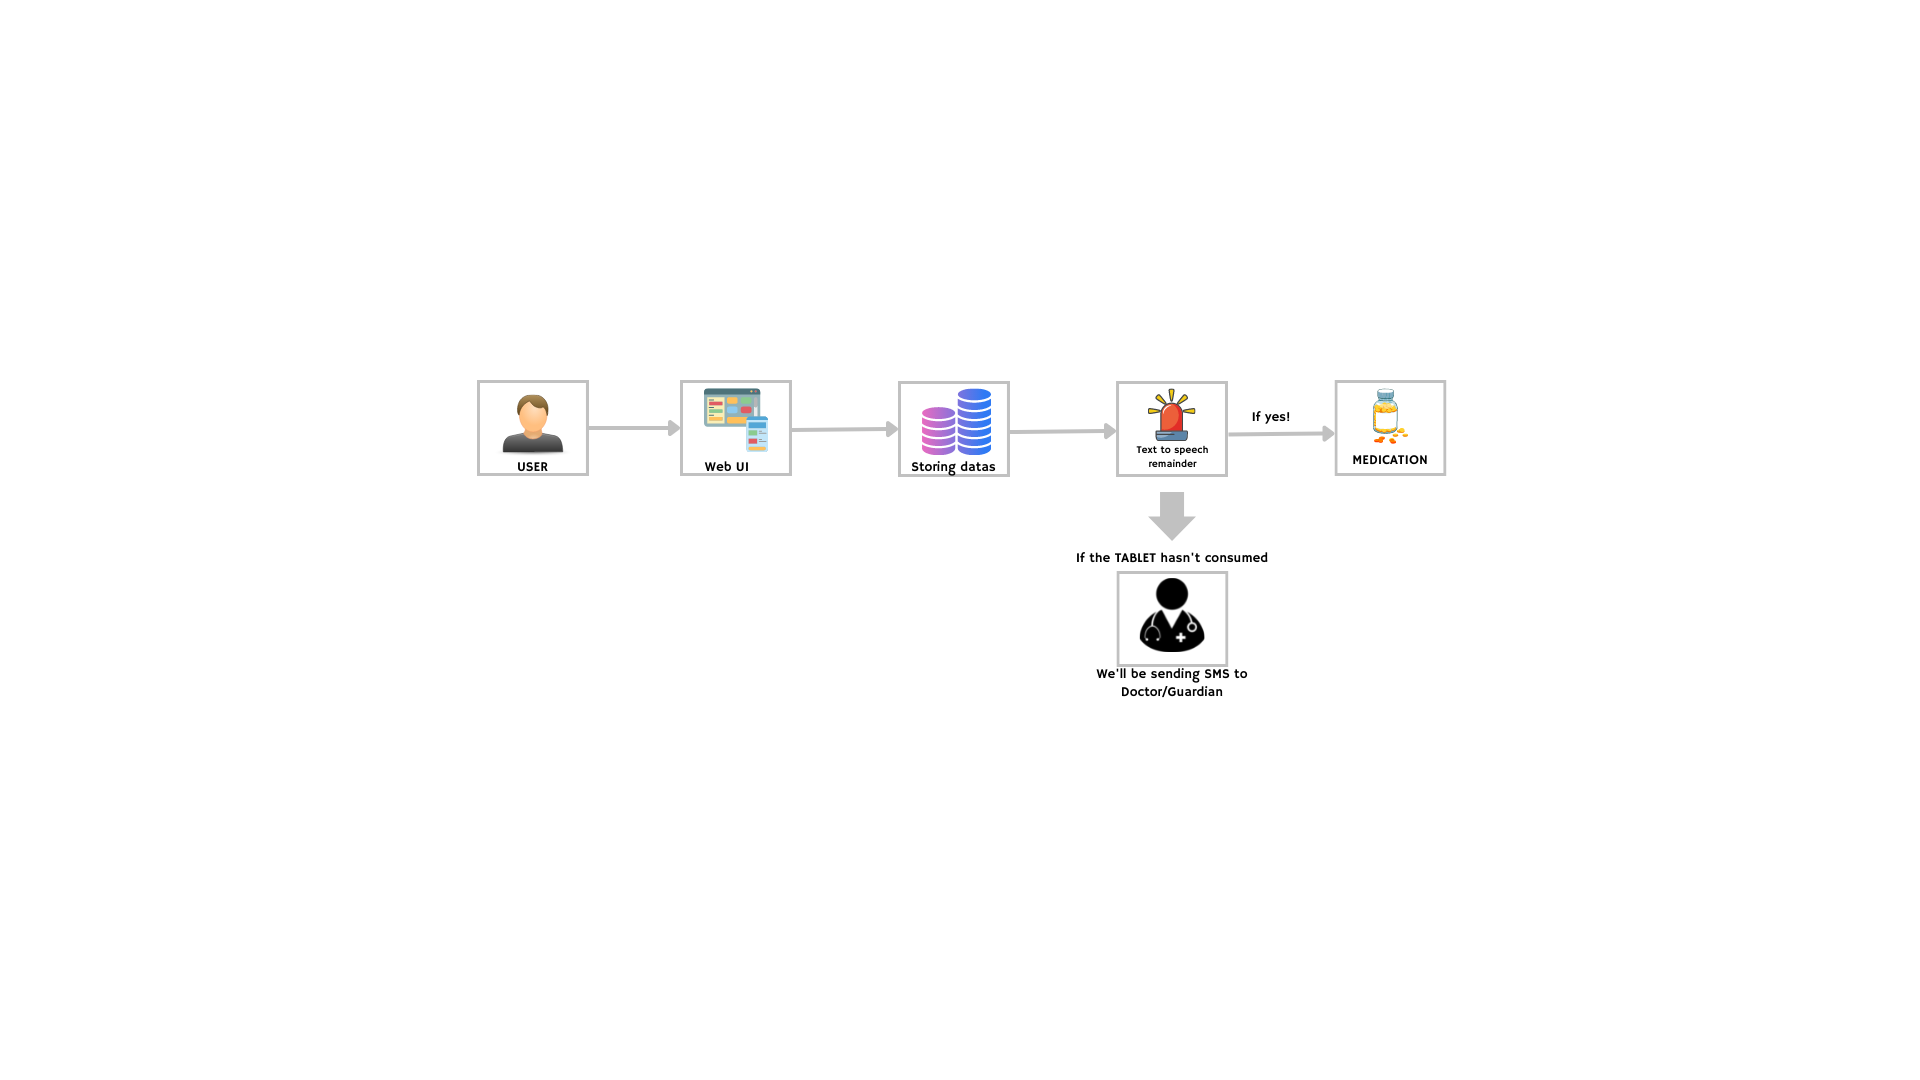 If yes!
USER
Web UI
Storing datas
Text to speech
remainder
MEDICATION
If the TABLET hasn't consumed
We'll be sending SMS to
Doctor/Guardian